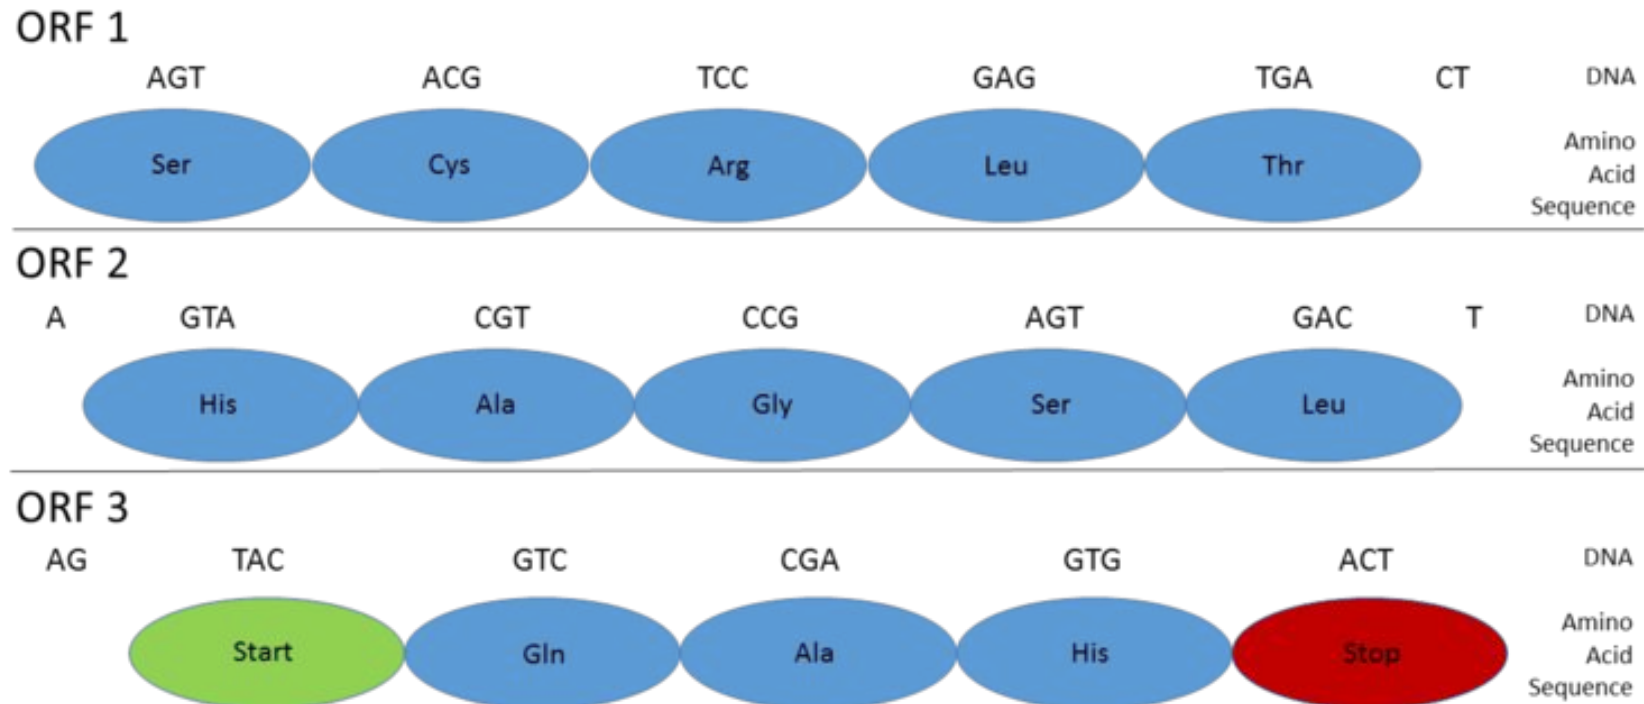 ORF 1
AGT ACG TCC GAG TGA CT DNA
Ser Cys Arg Leu Thr Amino
Acid
Sequence
ORF 2
A GTA CGT CCG AGT GAC T DNA
His Ala Gly Ser Leu Amino
Acid
Sequence
ORF 3
AG TAC GTC CGA GTG ACT DNA
Start Gln Ala His Stop Amino
Acid
Sequence